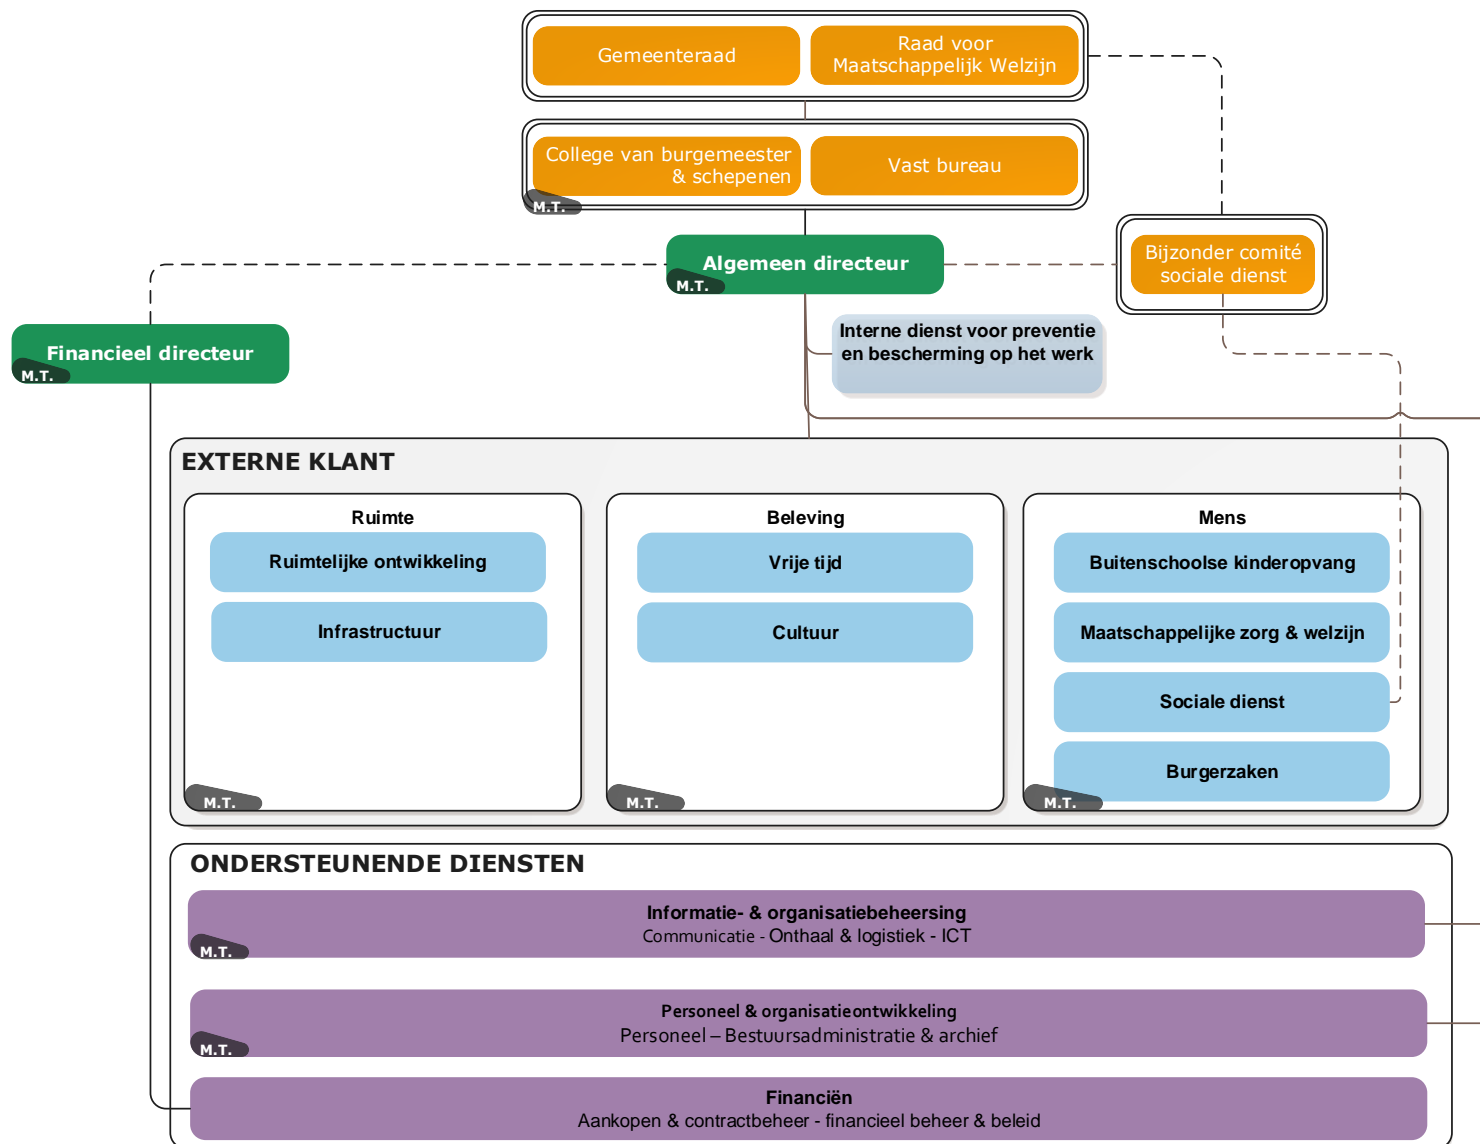 Gemeenteraad
Raad voor
Maatschappelijk Welzijn
College van burgemeester
& schepenen
Vast bureau
M.T.
Algemeen directeur
M.T.
Bijzonder comité
sociale dienst
Financieel directeur
M.T.
Interne dienst voor preventie
en bescherming op het werk
EXTERNE KLANT
Ruimte
Ruimtelijke ontwikkeling
Infrastructuur
M.T.
Beleving
Vrije tijd
Cultuur
M.T.
Mens
Buitenschoolse kinderopvang
Maatschappelijke zorg & welzijn
Sociale dienst
Burgerzaken
M.T.
ONDERSTEUNENDE DIENSTEN
Informatie- & organisatiebeheersing
Communicatie - Onthaal & logistiek - ICT
M.T.
Personeel & organisatieontwikkeling
Personeel – Bestuursadministratie & archief
M.T.
Financiën
Aankopen & contractbeheer - financieel beheer & beleid